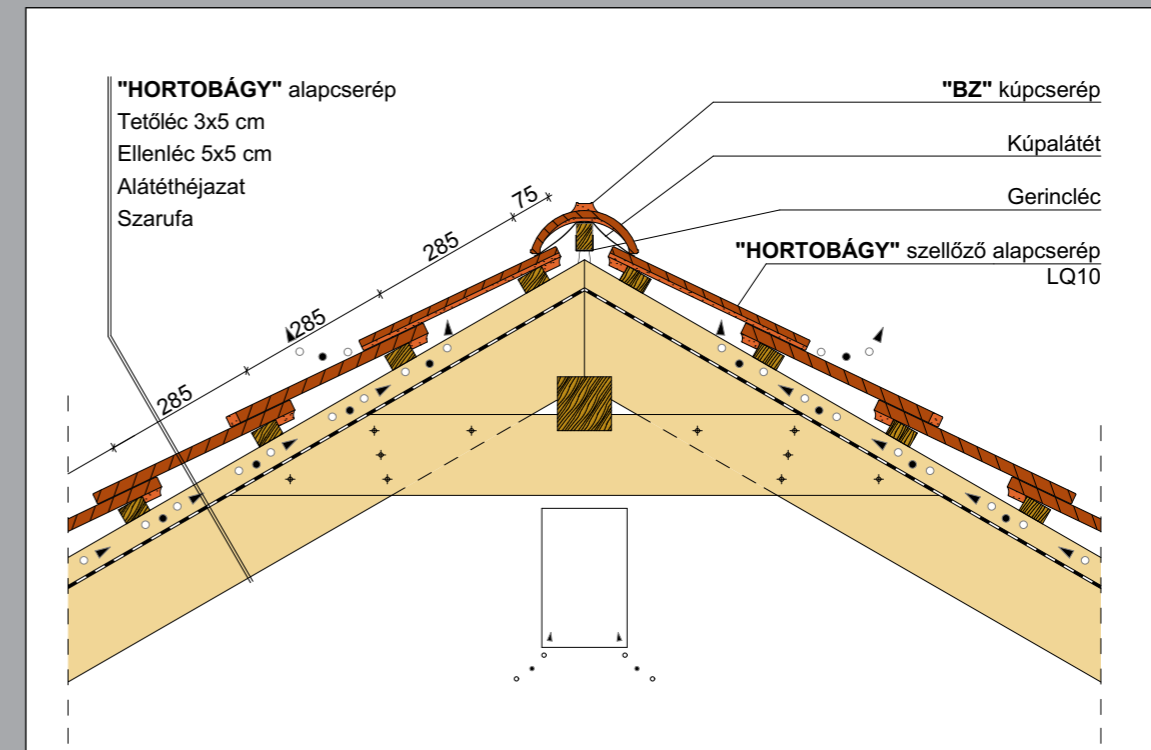 "HORTOBÁGY" alapcserép
Tetőléc 3x5 cm
Ellenléc 5x5 cm
Alátéthéjazat
Szarufa
"BZ" kúpcserép
Kúpalátét
Gerincléc
"HORTOBÁGY" szellőző alapcserép
LQ10
75
285
285
285